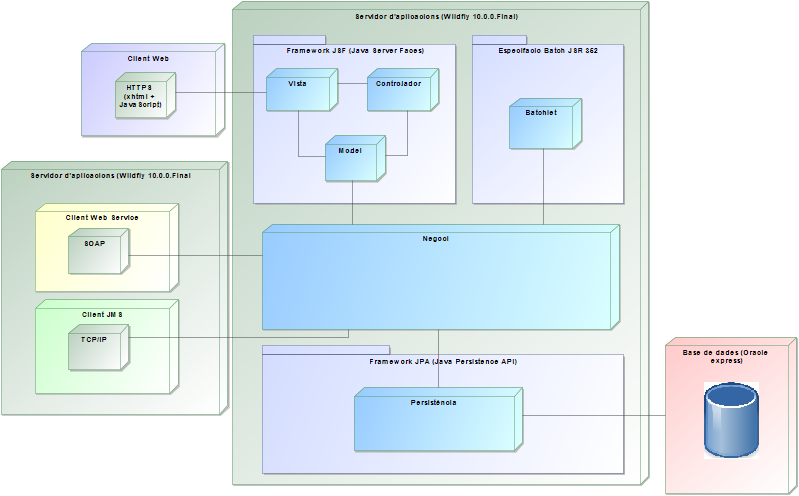 Servidor d'aplicacions (Wildfly 10.0.0.Final)
Client Web
HTTPS
(xhtml +
JavaScript)
Framework JSF (Java Server Faces)
Vista
Controlador
Model
Especifació Batch JSR 352
Batchlet
Servidor d'aplicacions (Wildfly 10.0.0.Final
Client Web Service
SOAP
Client JMS
TCP/IP
Negoci
Framework JPA (Java Persistence API)
Persistència
Base de dades (Oracle
express)